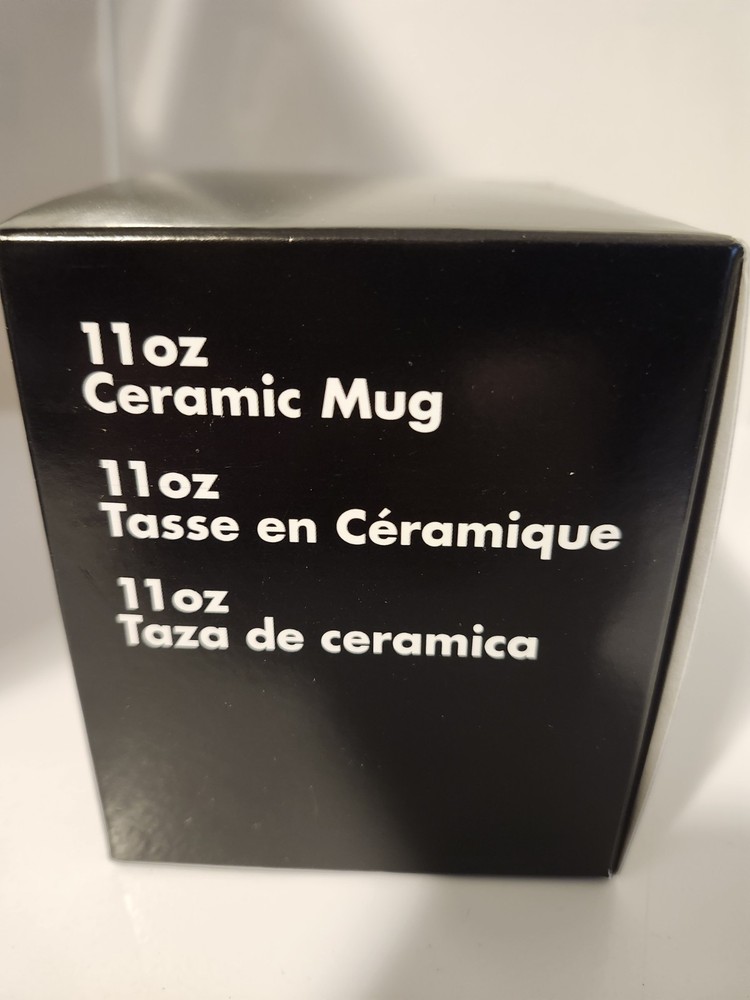 11oz
Ceramic Mug
11oz
Tasse en Céramique
11oz
Taza de ceramica